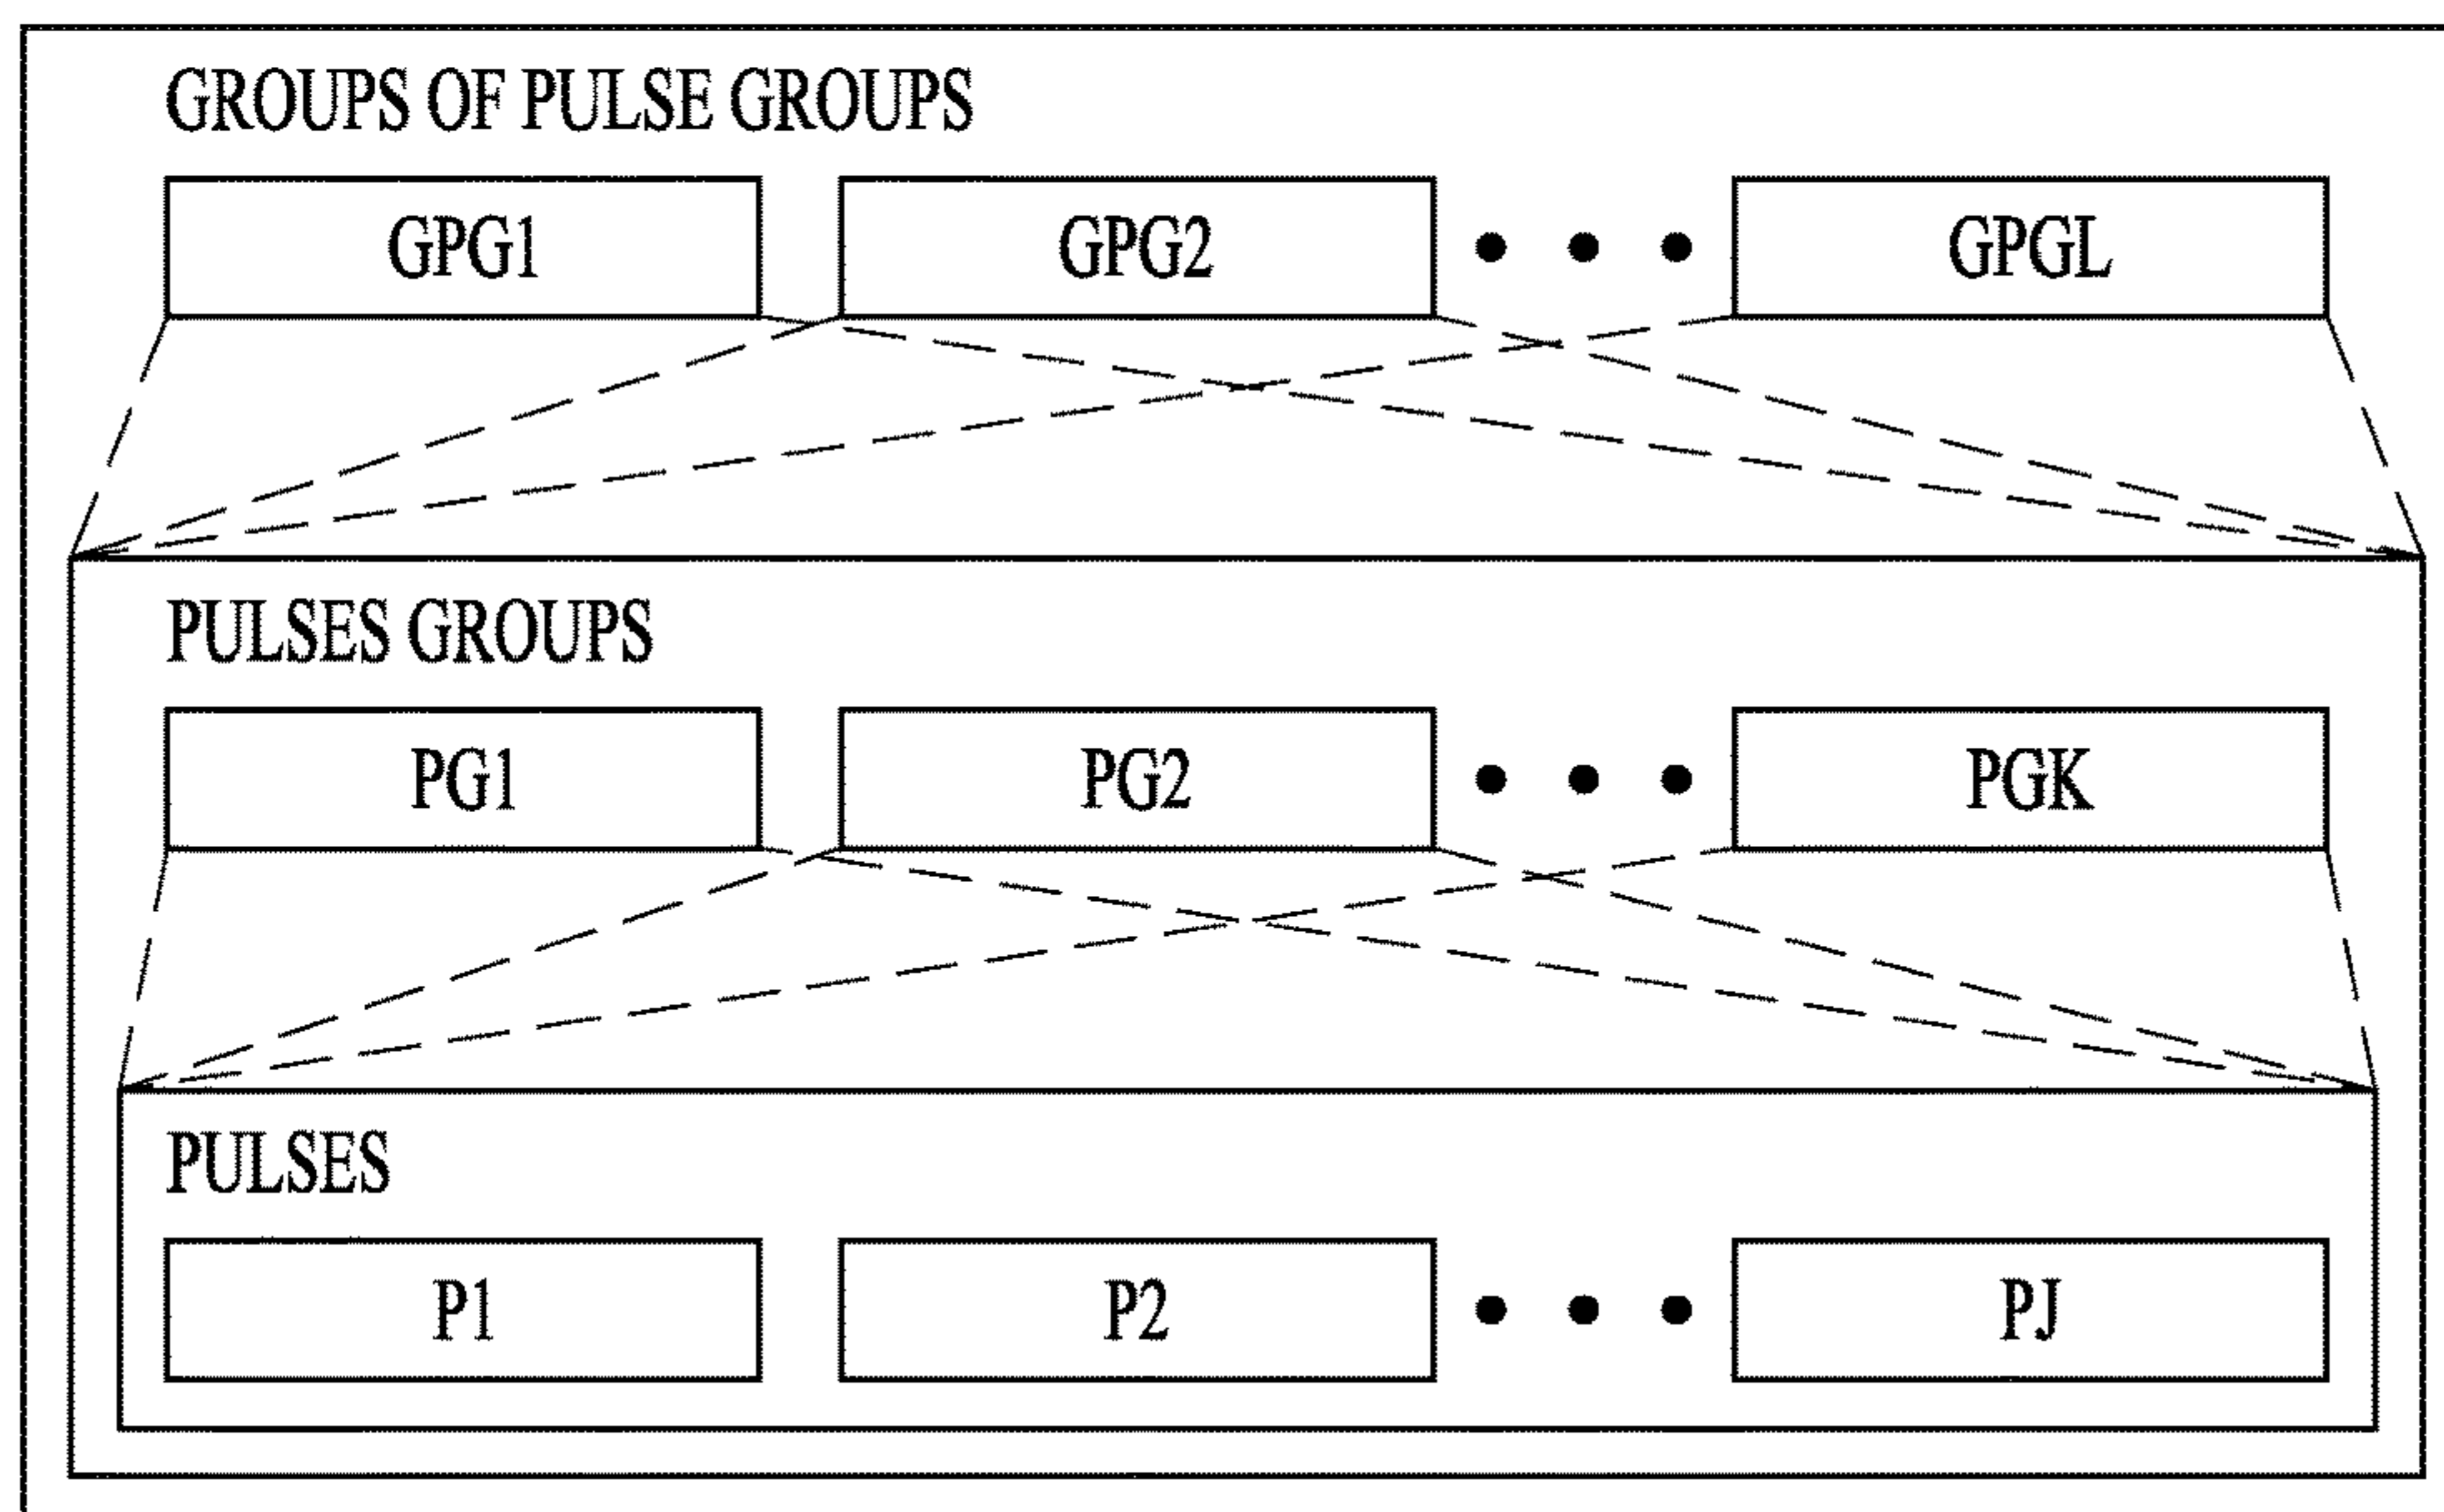 GROUPS OF PULSE GROUPS
GPG1 GPG2 • • • GPGL
PULSES GROUPS
PG1 PG2 • • • PGK
PULSES
P1 P2 • • • PJ